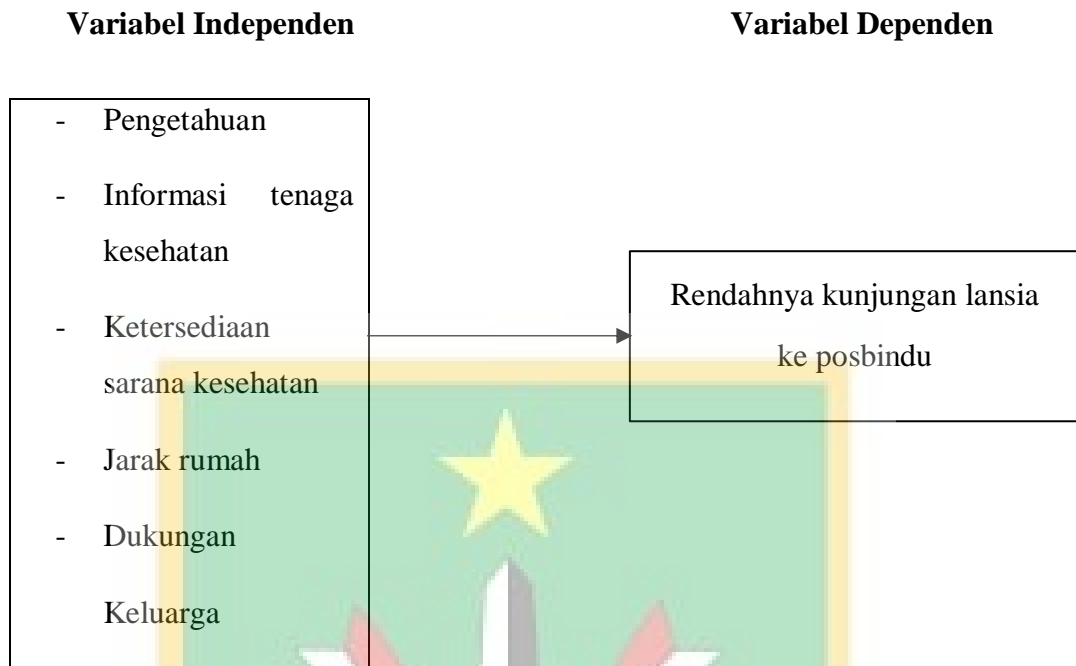 Variabel Independen
Variabel Dependen
- Pengetahuan
- Informasi tenaga
kesehatan
- Ketersediaan
sarana kesehatan
- Jarak rumah
- Dukungan
Keluarga
Rendahnya kunjungan lansia
ke posbindu